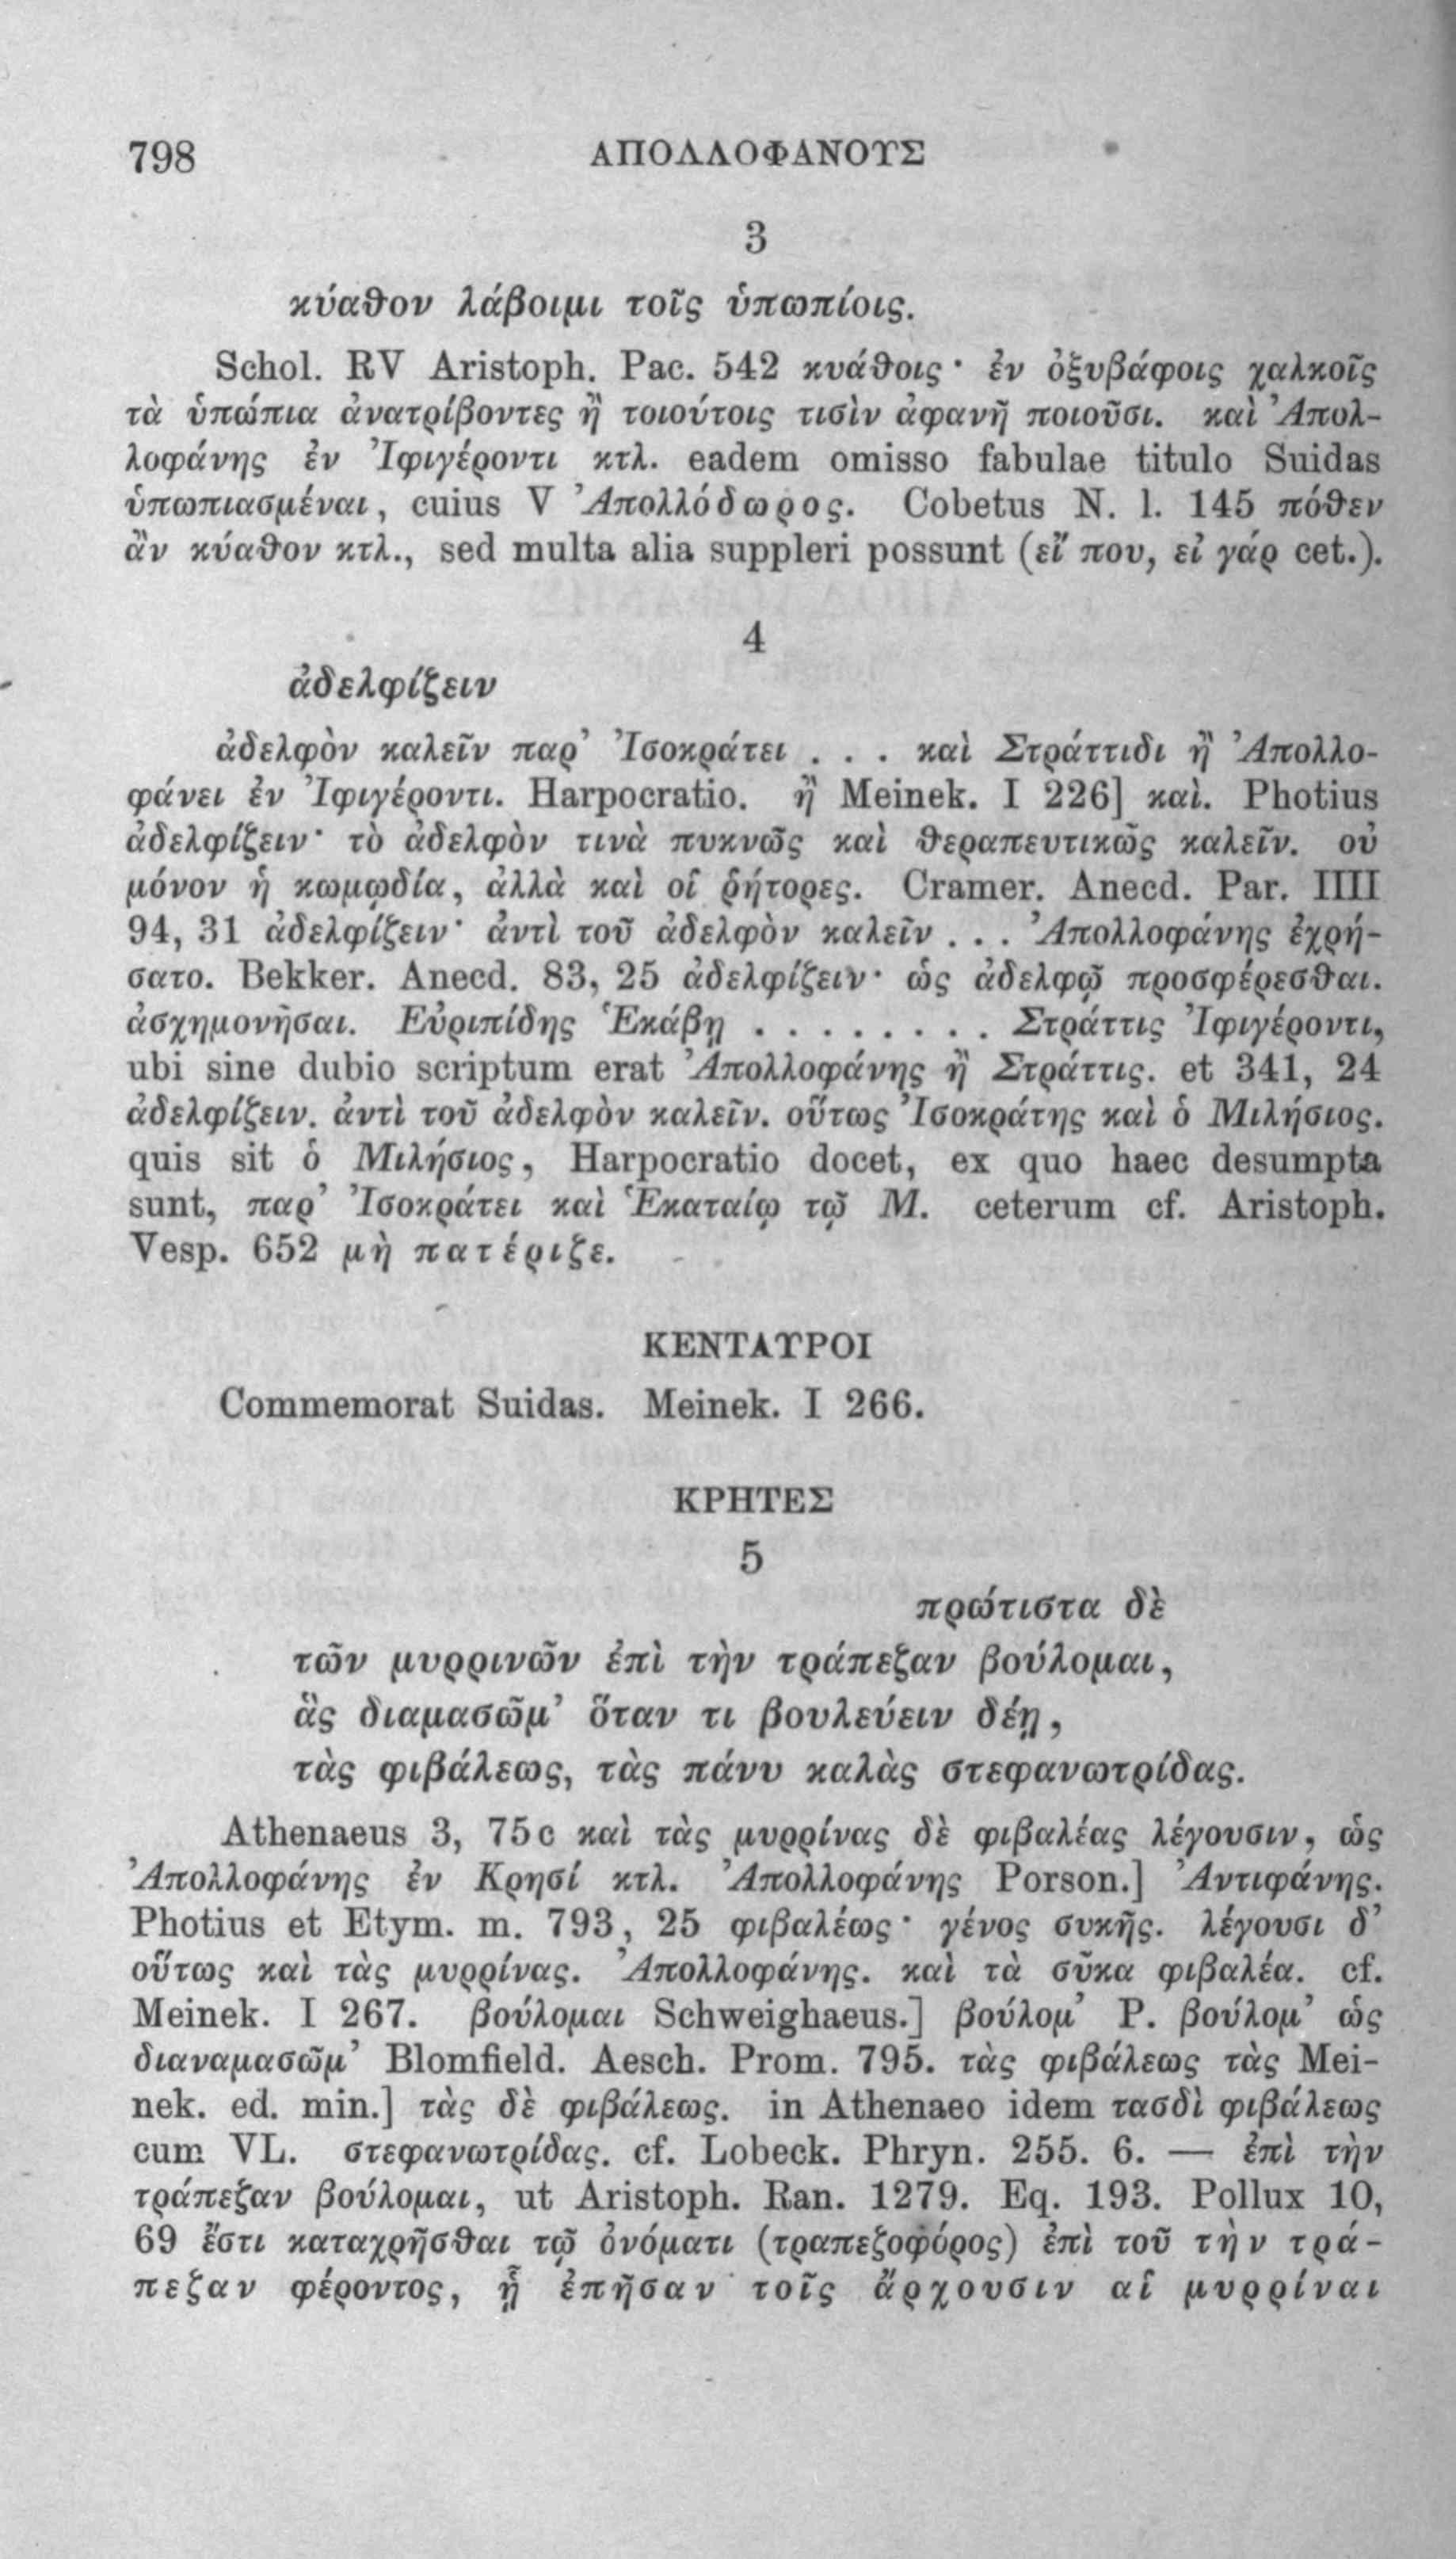 798
ΑΠΟΛΛΟΦΑΝΟΥΣ
3
κύαθον λάβοιμι τοῖς ὑπωπίοις.
Schol. RV Aristoph. Pac. 542 κυάθοις· ἐν ὀξυβάφοις χαλκοῖς
τὰ ὑπώπια ἀνατρίβοντες ἢ τοιούτοις τισὶν ἀφανῆ ποιοῦσι. καὶ Ἀπολ-
λοφάνης ἐν Ἰφιγέροντι κτλ. eadem omisso fabulae titulo Suidas
ὑπωπιασμέναι, cuius V Ἀπολλόδωρος. Cobetus N. l. 145 πόθεν
ἂν κύαθον κτλ., sed multa alia suppleri possunt (εἴ που, εἰ γάρ cet.).
4
ἀδελφίζειν
ἀδελφὸν καλεῖν παρ’ Ἰσοκράτει . . . καὶ Στράττιδι ἢ Ἀπολλο-
φάνει ἐν Ἰφιγέροντι. Harpocratio. ἢ Meinek. I 226] καὶ. Photius
ἀδελφίζειν· τὸ ἀδελφὸν τινὰ πυκνῶς καὶ θεραπευτικῶς καλεῖν. οὐ
μόνον ἡ κωμῳδία, ἀλλὰ καὶ οἱ ῥήτορες. Cramer. Anecd. Par. IIII
94, 31 ἀδελφίζειν· ἀντὶ τοῦ ἀδελφὸν καλεῖν . . . Ἀπολλοφάνης ἐχρή-
σατο. Bekker. Anecd. 83, 25 ἀδελφίζειν· ὡς ἀδελφῷ προσφέρεσθαι.
ἀσχημονῆσαι. Εὐριπίδης Ἑκάβῃ . . . . . . . . Στράττις Ἰφιγέροντι,
ubi sine dubio scriptum erat Ἀπολλοφάνης ἢ Στράττις. et 341, 24
ἀδελφίζειν. ἀντὶ τοῦ ἀδελφὸν καλεῖν. οὕτως Ἰσοκράτης καὶ ὁ Μιλήσιος.
quis sit ὁ Μιλήσιος, Harpocratio docet, ex quo haec desumpta
sunt, παρ’ Ἰσοκράτει καὶ Ἑκαταίῳ τῷ Μ. ceterum cf. Aristoph.
Vesp. 652 μὴ πατέριζε.
ΚΕΝΤΑΥΡΟΙ
Commemorat Suidas. Meinek. I 266.
ΚΡΗΤΕΣ
5
πρώτιστα δὲ
τῶν μυρρινῶν ἐπὶ τὴν τράπεζαν βούλομαι,
ἃς διαμασῶμ’ ὅταν τι βουλεύειν δέῃ,
τὰς φιβάλεως, τὰς πάνυ καλὰς στεφανωτρίδας.
Athenaeus 3, 75c καὶ τὰς μυρρίνας δὲ φιβαλέας λέγουσιν, ὡς
Ἀπολλοφάνης ἐν Κρησί κτλ. Ἀπολλοφάνης Porson.] Ἀντιφάνης.
Photius et Etym. m. 793, 25 φιβαλέως· γένος συκῆς. λέγουσι δ’
οὕτως καὶ τὰς μυρρίνας. Ἀπολλοφάνης. καὶ τὰ σῦκα φιβαλέα. cf.
Meinek. I 267. βούλομαι Schweighaeus.] βούλομ’ P. βούλομ’ ὡς
διαναμασῶμ’ Blomfield. Aesch. Prom. 795. τὰς φιβάλεως τὰς Mei-
nek. ed. min.] τὰς δὲ φιβάλεως. in Athenaeo idem τασδὶ φιβάλεως
cum VL. στεφανωτρίδας. cf. Lobeck. Phryn. 255. 6. — ἐπὶ τὴν
τράπεζαν βούλομαι, ut Aristoph. Ran. 1279. Eq. 193. Pollux 10,
69 ἔστι καταχρῆσθαι τῷ ὀνόματι (τραπεζοφόρος) ἐπὶ τοῦ τὴν τρά-
πεζαν φέροντος, ᾗ ἐπῆσαν τοῖς ἄρχουσιν αἱ μυρρίναι